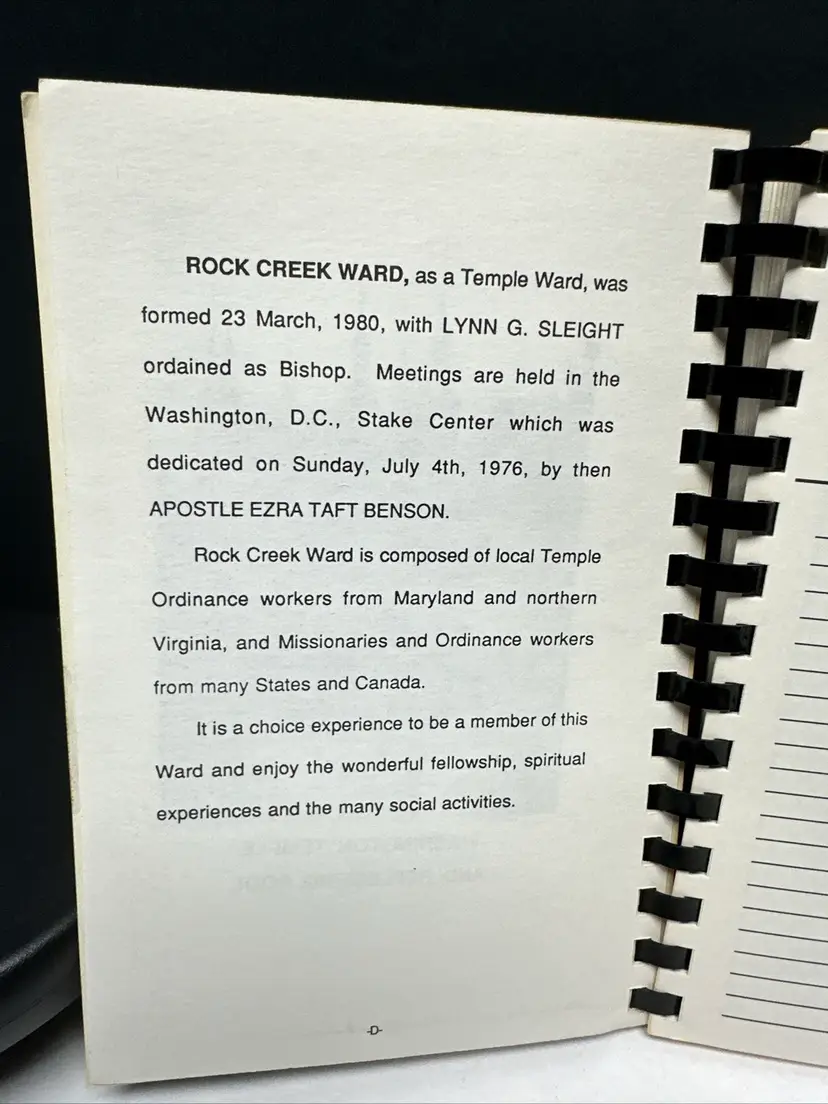 ROCK CREEK WARD, as a Temple Ward, was
formed 23 March, 1980, with LYNN G. SLEIGHT
ordained as Bishop. Meetings are held in the
Washington, D.C., Stake Center which was
dedicated on Sunday, July 4th, 1976, by then
APOSTLE EZRA TAFT BENSON.
Rock Creek Ward is composed of local Temple
Ordinance workers from Maryland and northern
Virginia, and Missionaries and Ordinance workers
from many States and Canada.
It is a choice experience to be a member of this
Ward and enjoy the wonderful fellowship, spiritual
experiences and the many social activities.
-D-